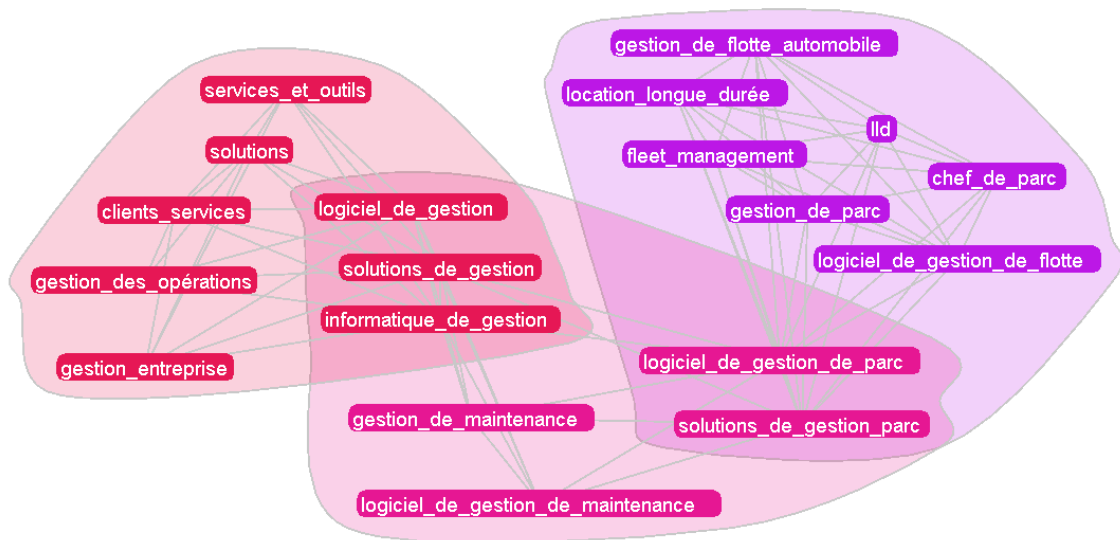 gestion_de_flotte_automobile
services_et_outils
location_longue_durée
lld
solutions
fleet_management
chef_de_parc
clients_services
logiciel_de_gestion
gestion_de_parc
logiciel_de_gestion_de_flotte
solutions_de_gestion
gestion_des_opérations
informatique_de_gestion
logiciel_de_gestion_de_parc
gestion_entreprise
gestion_de_maintenance
solutions_de_gestion_parc
logiciel_de_gestion_de_maintenance